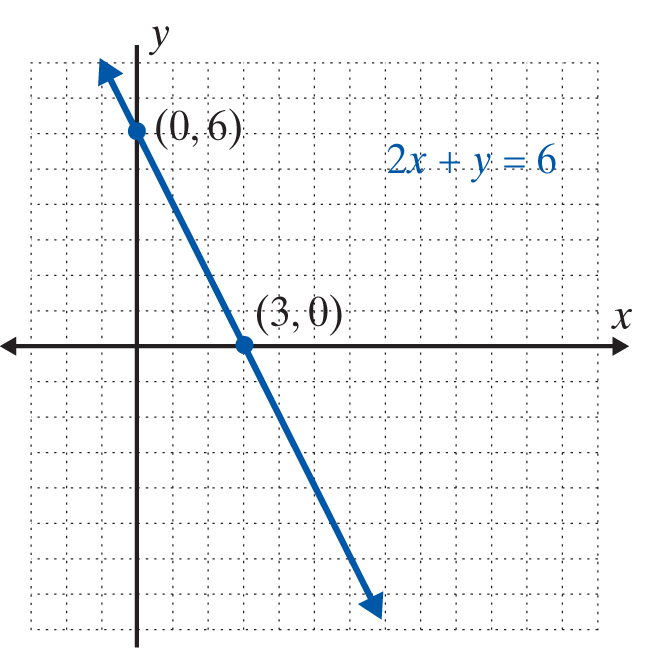 y
(0, 6)
2x + y = 6
(3, 0)
x